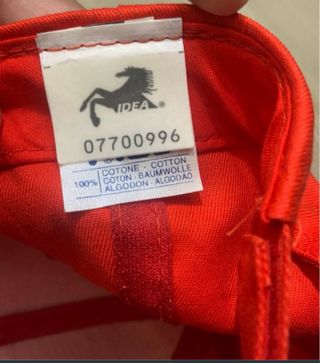 IDEA®
07700996
100%
COTONE - COTTON
COTON - BAUMWOLLE
ALGODON - ALGODAO